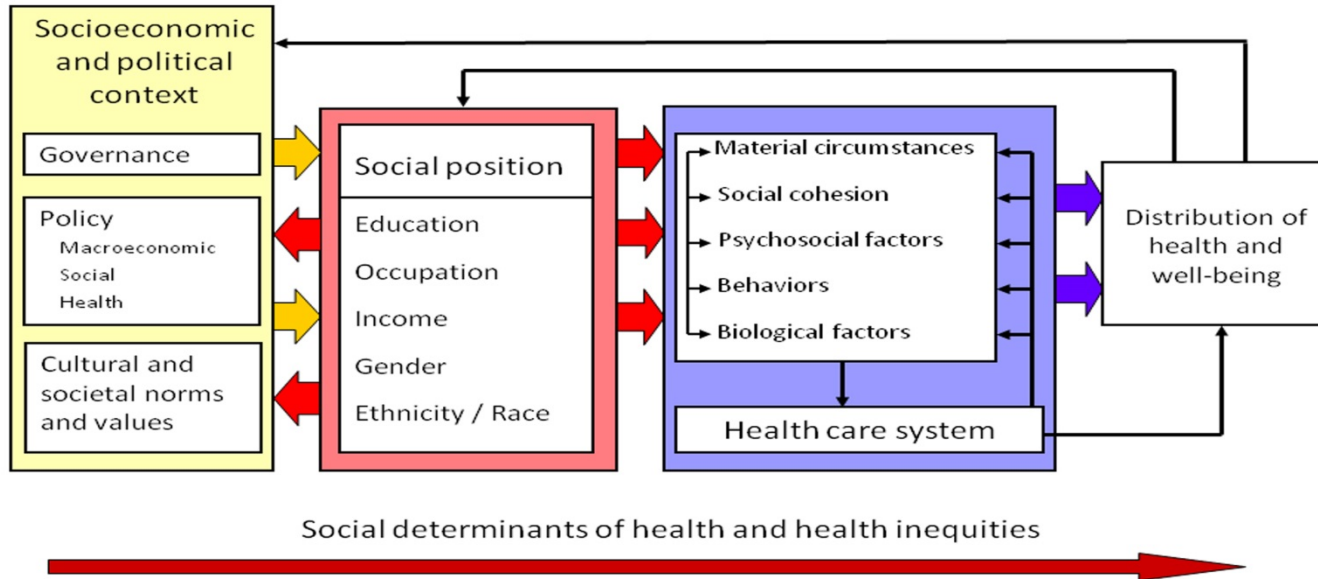 Socioeconomic
and political
context
Governance
Policy
Macroeconomic
Social
Health
Cultural and
societal norms
and values
Social position
Education
Occupation
Income
Gender
Ethnicity / Race
Material circumstances
Social cohesion
Psychosocial factors
Behaviors
Biological factors
Health care system
Distribution of
health and
well-being
Social determinants of health and health inequities